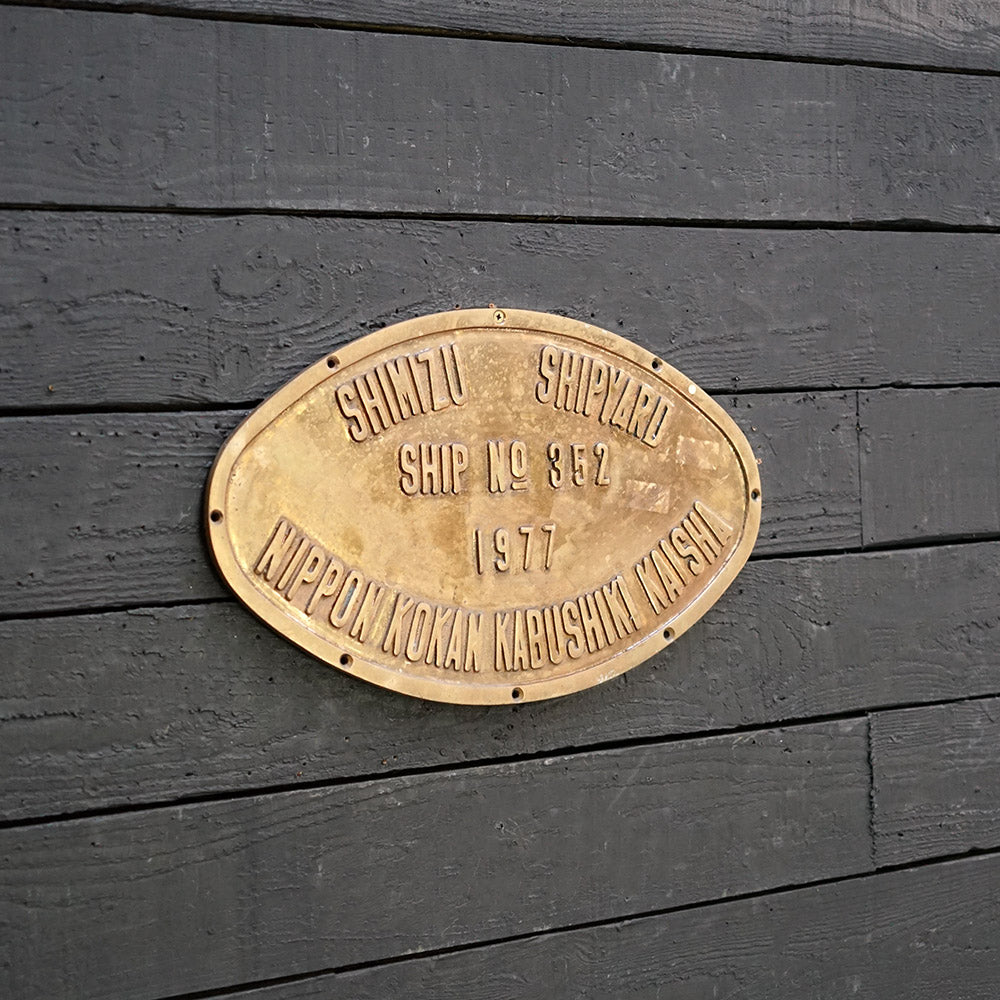 SHIMIZU SHIPYARD
SHIP Nº 352
1977
NIPPON KOKAN KABUSHIKI KAISHA